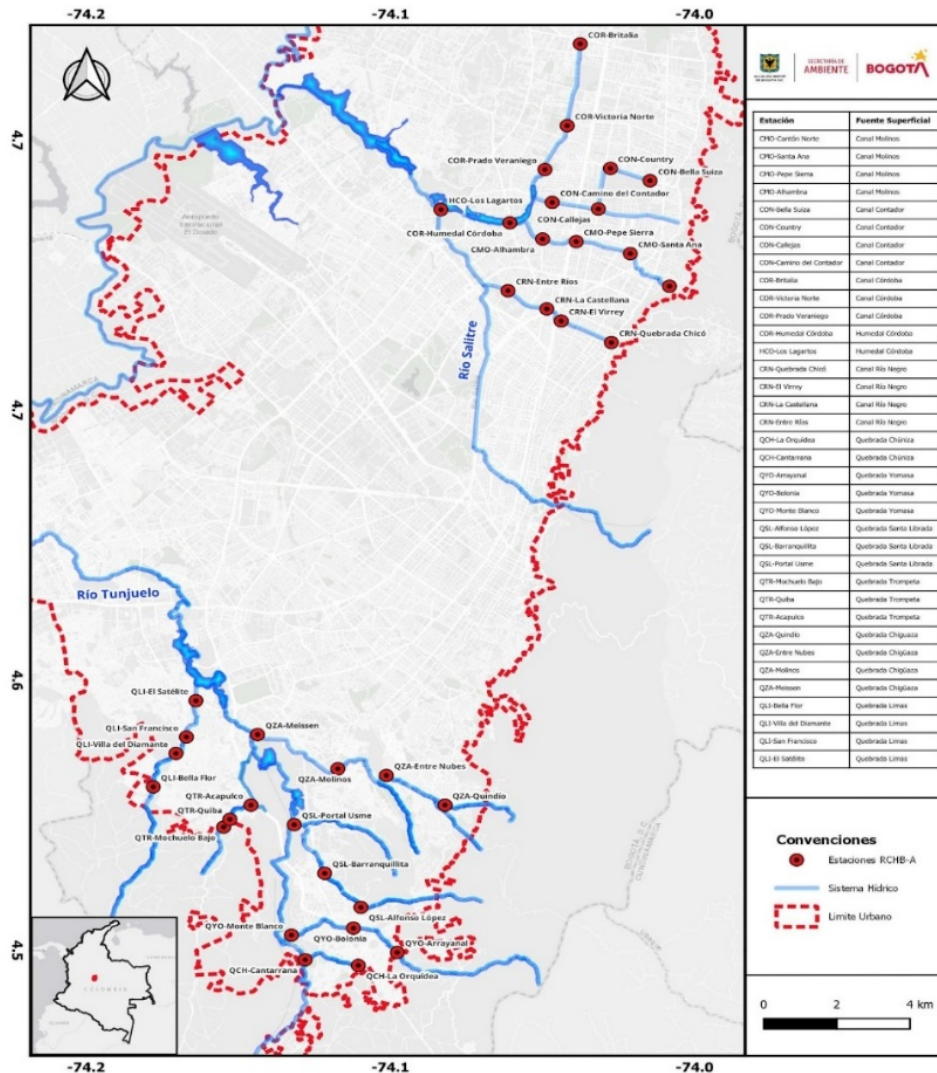 -74.2 -74.1 -74.0
COR-Britalia
COR-Victoria Norte
4.7
COR-Prado Veraniego
CON-Country
CON-Bella Suiza
CON-Camino del Contador
HCO-Los Lagartos
CON-Callejas
COR-Humedal Córdoba
CMO-Pepe Sierra
CMO-Alhambra
CMO-Santa Ana
Aeropuerto
Internacional
El Dorado
CRN-Entre Ríos
CRN-La Castellana
CRN-El Virrey
CRN-Quebrada Chicó
Río Salitre
4.7
Río Tunjuelo
4.6
QLI-El Satélite
QLI-San Francisco
QZA-Meissen
QLI-Villa del Diamante
QZA-Entre Nubes
QZA-Molinos
QLI-Bella Flor
QTR-Acapulco
QZA-Quindío
QTR-Quiba
QSL-Portal Usme
QTR-Mochuelo Bajo
QSL-Barranquillita
QSL-Alfonso López
QYO-Monte Blanco
QYO-Bolonia
QYO-Arrayanal
4.5
QCH-Cantarrana
QCH-La Orquídea
BOGOTÁ, D.C.
CUNDINAMARCA
COLOMBIA
-74.2 -74.1 -74.0
SECRETARÍA DE
AMBIENTE
BOGOTÁ
Estación Fuente Superficial
CMO-Cantón Norte Canal Molinos
CMO-Santa Ana Canal Molinos
CMO-Pepe Sierra Canal Molinos
CMO-Alhambra Canal Molinos
CON-Bella Suiza Canal Contador
CON-Country Canal Contador
CON-Callejas Canal Contador
CON-Camino del Contador Canal Contador
COR-Britalia Canal Córdoba
COR-Victoria Norte Canal Córdoba
COR-Prado Veraniego Canal Córdoba
COR-Humedal Córdoba Humedal Córdoba
HCO-Los Lagartos Humedal Córdoba
CRN-Quebrada Chicó Canal Río Negro
CRN-El Virrey Canal Río Negro
CRN-La Castellana Canal Río Negro
CRN-Entre Ríos Canal Río Negro
QCH-La Orquídea Quebrada Chúniza
QCH-Cantarrana Quebrada Chúniza
QYO-Arrayanal Quebrada Yomasa
QYO-Bolonia Quebrada Yomasa
QYO-Monte Blanco Quebrada Yomasa
QSL-Alfonso López Quebrada Santa Librada
QSL-Barranquillita Quebrada Santa Librada
QSL-Portal Usme Quebrada Santa Librada
QTR-Mochuelo Bajo Quebrada Trompeta
QTR-Quiba Quebrada Trompeta
QTR-Acapulco Quebrada Trompeta
QZA-Quindío Quebrada Chiguaza
QZA-Entre Nubes Quebrada Chigüaza
QZA-Molinos Quebrada Chigüaza
QZA-Meissen Quebrada Chigüaza
QLI-Bella Flor Quebrada Limas
QLI-Villa del Diamante Quebrada Limas
QLI-San Francisco Quebrada Limas
QLI-El Satélite Quebrada Limas
Convenciones
Estaciones RCHB-A
Sistema Hídrico
Limite Urbano
0 2 4 km